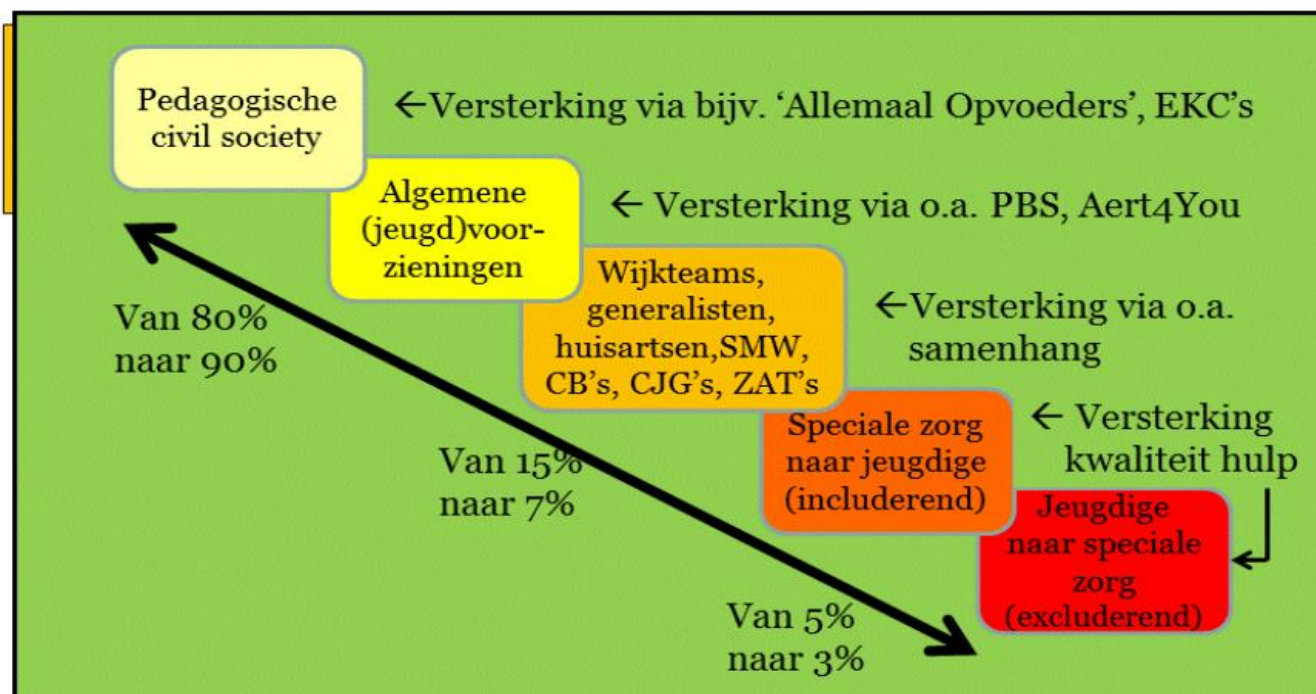 Pedagogische
civil society
←Versterking via bijv. ‘Allemaal Opvoeders’, EKC’s
Algemene
(jeugd)voor-
zieningen
← Versterking via o.a. PBS, Aert4You
Wijkteams,
generalisten,
huisartsen,SMW,
CB’s, CJG’s, ZAT’s
←Versterking via o.a.
samenhang
Speciale zorg
naar jeugdige
(includerend)
← Versterking
kwaliteit hulp
Jeugdige
naar speciale
zorg
(excluderend)
Van 80%
naar 90%
Van 15%
naar 7%
Van 5%
naar 3%